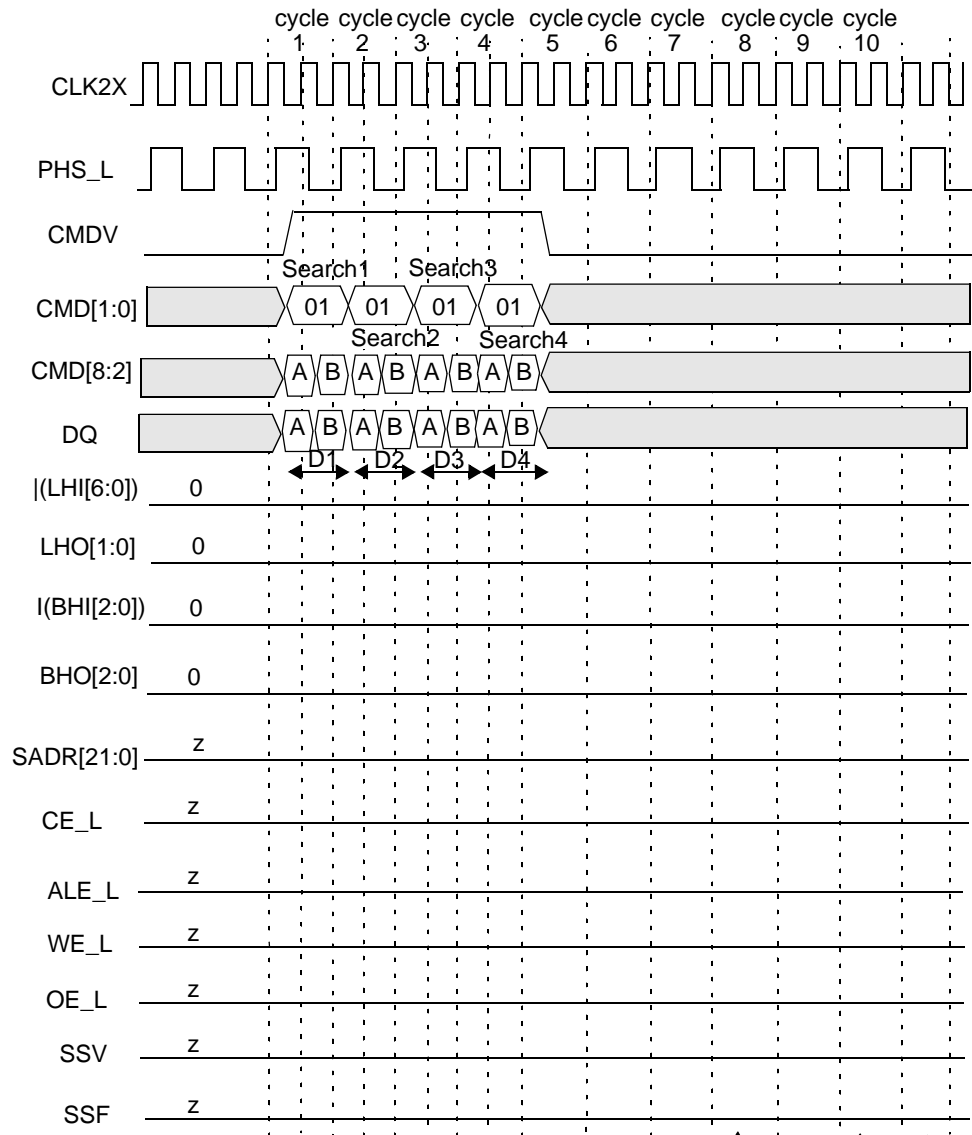 cycle cycle cycle cycle cycle cycle cycle cycle cycle cycle
1 2 3 4 5 6 7 8 9 10
CLK2X
PHS_L
CMDV
Search1 Search3
CMD[1:0] 01 01 01 01
Search2 Search4
CMD[8:2] A B A B A B A B
DQ A B A B A B A B
D1 D2 D3 D4
|(LHI[6:0]) 0
LHO[1:0] 0
I(BHI[2:0]) 0
BHO[2:0] 0
SADR[21:0] z
CE_L z
ALE_L z
WE_L z
OE_L z
SSV z
SSF z